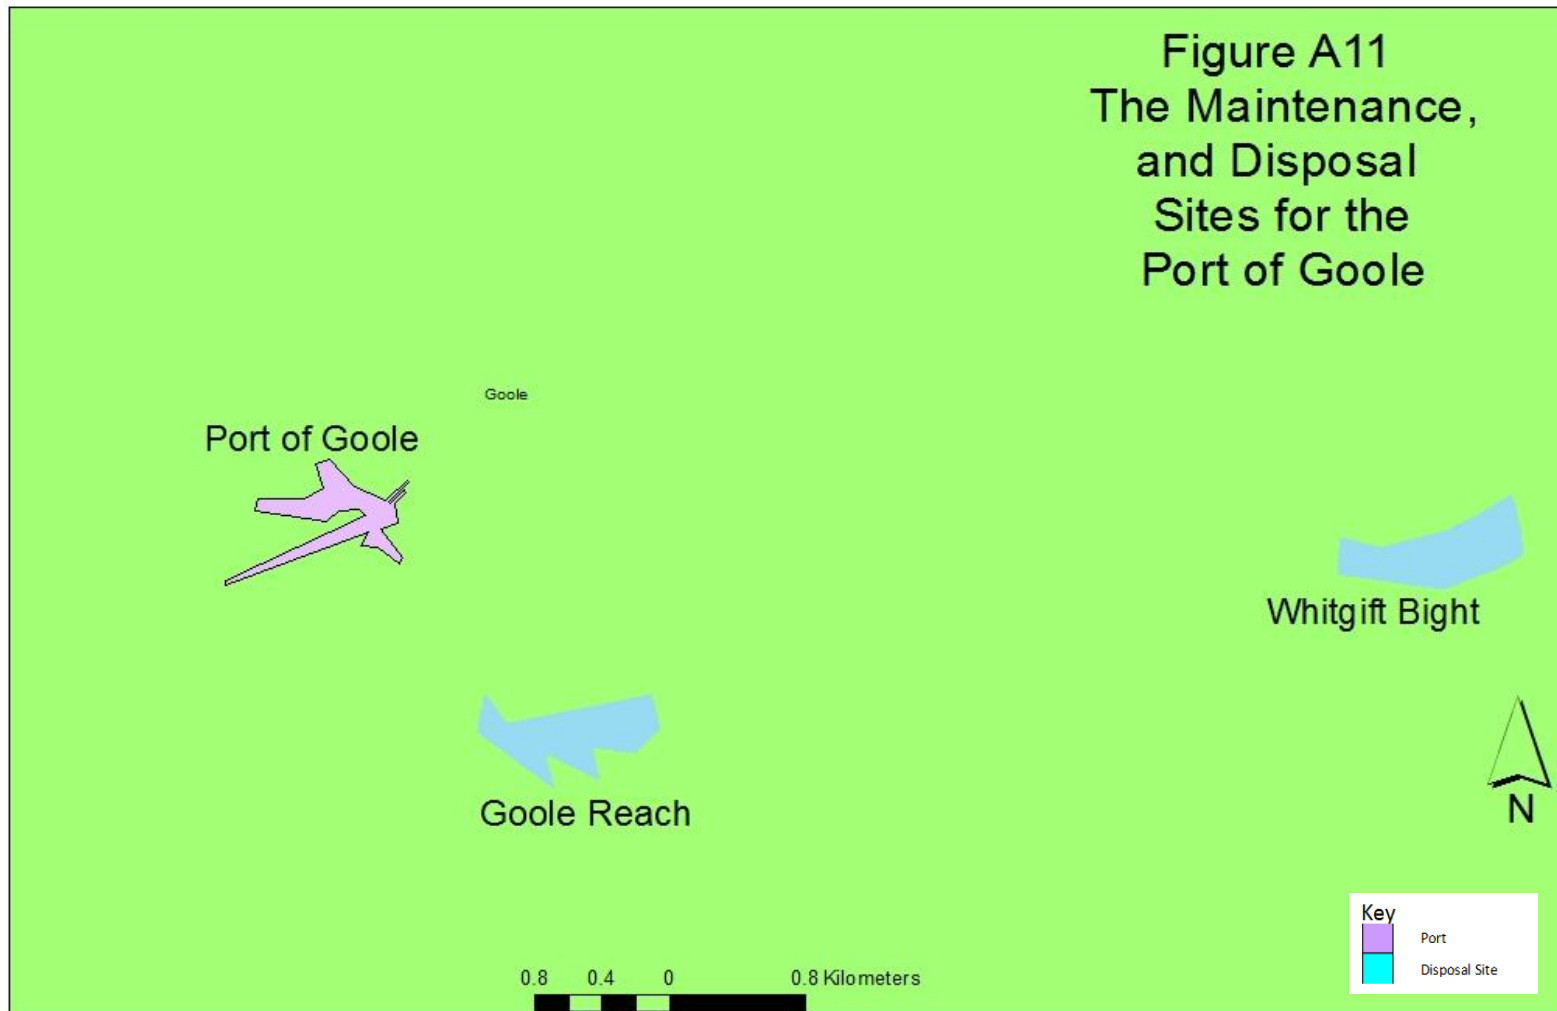 Figure A11
The Maintenance,
and Disposal
Sites for the
Port of Goole
Goole
Port of Goole
Whitgift Bight
Goole Reach
N
Key
Port
Disposal Site
0.8 0.4 0 0.8 Kilometers